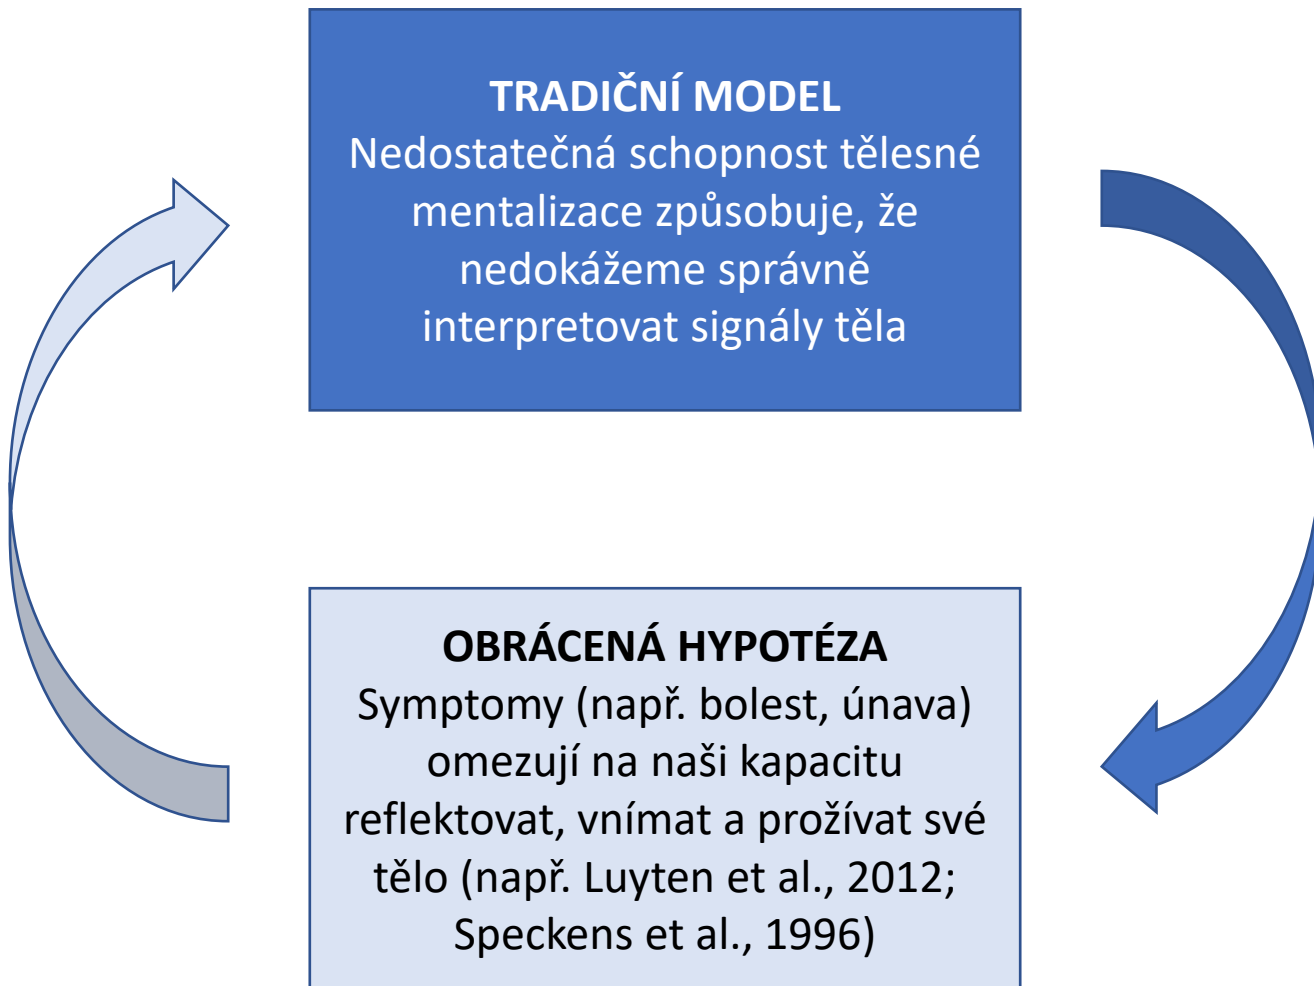 TRADIČNÍ MODEL
Nedostatečná schopnost tělesné
mentalizace způsobuje, že
nedokážeme správně
interpretovat signály těla
OBRÁCENÁ HYPOTÉZA
Symptomy (např. bolest, únava)
omezují na naši kapacitu
reflektovat, vnímat a prožívat své
tělo (např. Luyten et al., 2012;
Speckens et al., 1996)